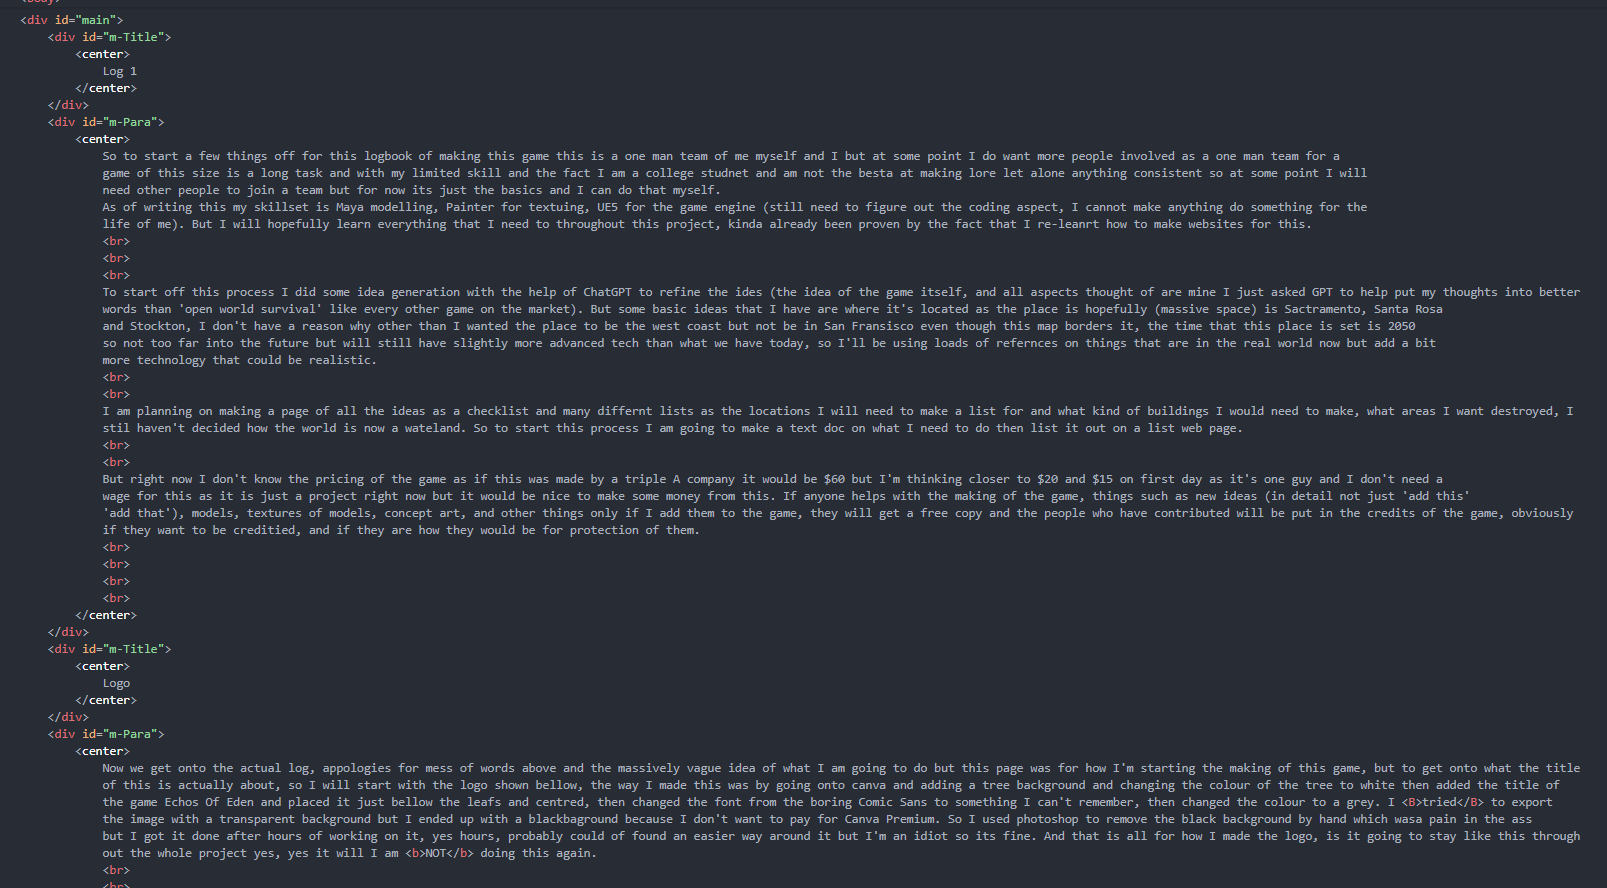 <div id="main">
<div id="m-Title">
<center>
Log 1
</center>
</div>
<div id="m-Para">
<center>
So to start a few things off for this logbook of making this game this is a one man team of me myself and I but at some point I do want more people involved as a one man team for a
game of this size is a long task and with my limited skill and the fact I am a college studnet and am not the besta at making lore let alone anything consistent so at some point I will
need other people to join a team but for now its just the basics and I can do that myself.
As of writing this my skillset is Maya modelling, Painter for textuing, UE5 for the game engine (still need to figure out the coding aspect, I cannot make anything do something for the
life of me). But I will hopefully learn everything that I need to throughout this project, kinda already been proven by the fact that I re-leanrt how to make websites for this.
<br>
<br>
<br>
To start off this process I did some idea generation with the help of ChatGPT to refine the ides (the idea of the game itself, and all aspects thought of are mine I just asked GPT to help put my thoughts into better
words than 'open world survival' like every other game on the market). But some basic ideas that I have are where it's located as the place is hopefully (massive space) is Sactramento, Santa Rosa
and Stockton, I don't have a reason why other than I wanted the place to be the west coast but not be in San Fransisco even though this map borders it, the time that this place is set is 2050
so not too far into the future but will still have slightly more advanced tech than what we have today, so I'll be using loads of refernces on things that are in the real world now but add a bit
more technology that could be realistic.
<br>
<br>
I am planning on making a page of all the ideas as a checklist and many differnt lists as the locations I will need to make a list for and what kind of buildings I would need to make, what areas I want destroyed, I
stil haven't decided how the world is now a wateland. So to start this process I am going to make a text doc on what I need to do then list it out on a list web page.
<br>
<br>
But right now I don't know the pricing of the game as if this was made by a triple A company it would be $60 but I'm thinking closer to $20 and $15 on first day as it's one guy and I don't need a
wage for this as it is just a project right now but it would be nice to make some money from this. If anyone helps with the making of the game, things such as new ideas (in detail not just 'add this'
'add that'), models, textures of models, concept art, and other things only if I add them to the game, they will get a free copy and the people who have contributed will be put in the credits of the game, obviously
if they want to be creditied, and if they are how they would be for protection of them.
<br>
<br>
<br>
<br>
</center>
</div>
<div id="m-Title">
<center>
Logo
</center>
</div>
<div id="m-Para">
<center>
Now we get onto the actual log, appologies for mess of words above and the massively vague idea of what I am going to do but this page was for how I'm starting the making of this game, but to get onto what the title
of this is actually about, so I will start with the logo shown bellow, the way I made this was by going onto canva and adding a tree background and changing the colour of the tree to white then added the title of
the game Echos Of Eden and placed it just bellow the leafs and centred, then changed the font from the boring Comic Sans to something I can't remember, then changed the colour to a grey. I <B>tried</B> to export
the image with a transparent background but I ended up with a blackbaground because I don't want to pay for Canva Premium. So I used photoshop to remove the black background by hand which wasa pain in the ass
but I got it done after hours of working on it, yes hours, probably could of found an easier way around it but I'm an idiot so its fine. And that is all for how I made the logo, is it going to stay like this through
out the whole project yes, yes it will I am <b>NOT</b> doing this again.
<br>
<br>